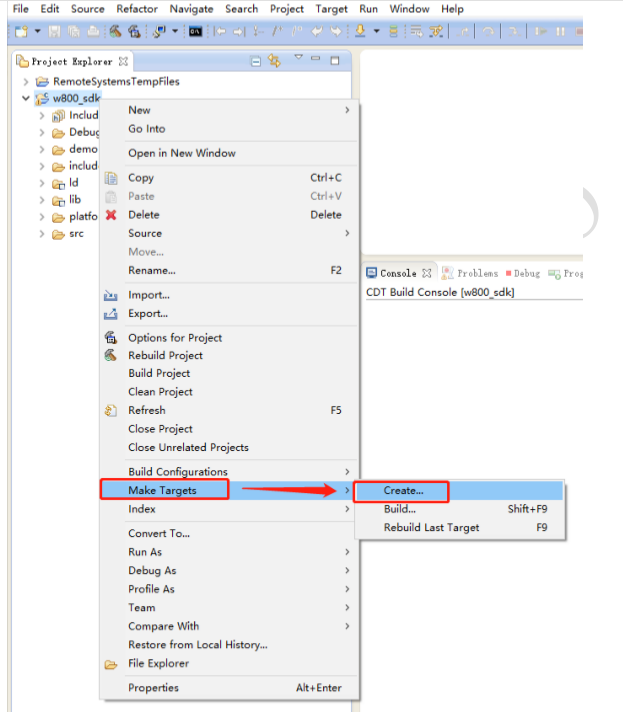 File Edit Source Refactor Navigate Search Project Target Run Window Help
Project Explorer
RemoteSystemsTempFiles
w800_sdk
Includ
Debug
demo
includ
ld
lib
platfo
src
New
Go Into
Open in New Window
Copy Ctrl+C
Paste Ctrl+V
Delete Delete
Source
Move...
Rename... F2
Import...
Export...
Options for Project
Rebuild Project
Build Project
Clean Project
Refresh F5
Close Project
Close Unrelated Projects
Build Configurations
Make Targets
Index
Convert To...
Run As
Debug As
Profile As
Team
Compare With
Restore from Local History...
File Explorer
Properties Alt+Enter
Create...
Build... Shift+F9
Rebuild Last Target F9
Console Problems Debug Prog
CDT Build Console [w800_sdk]